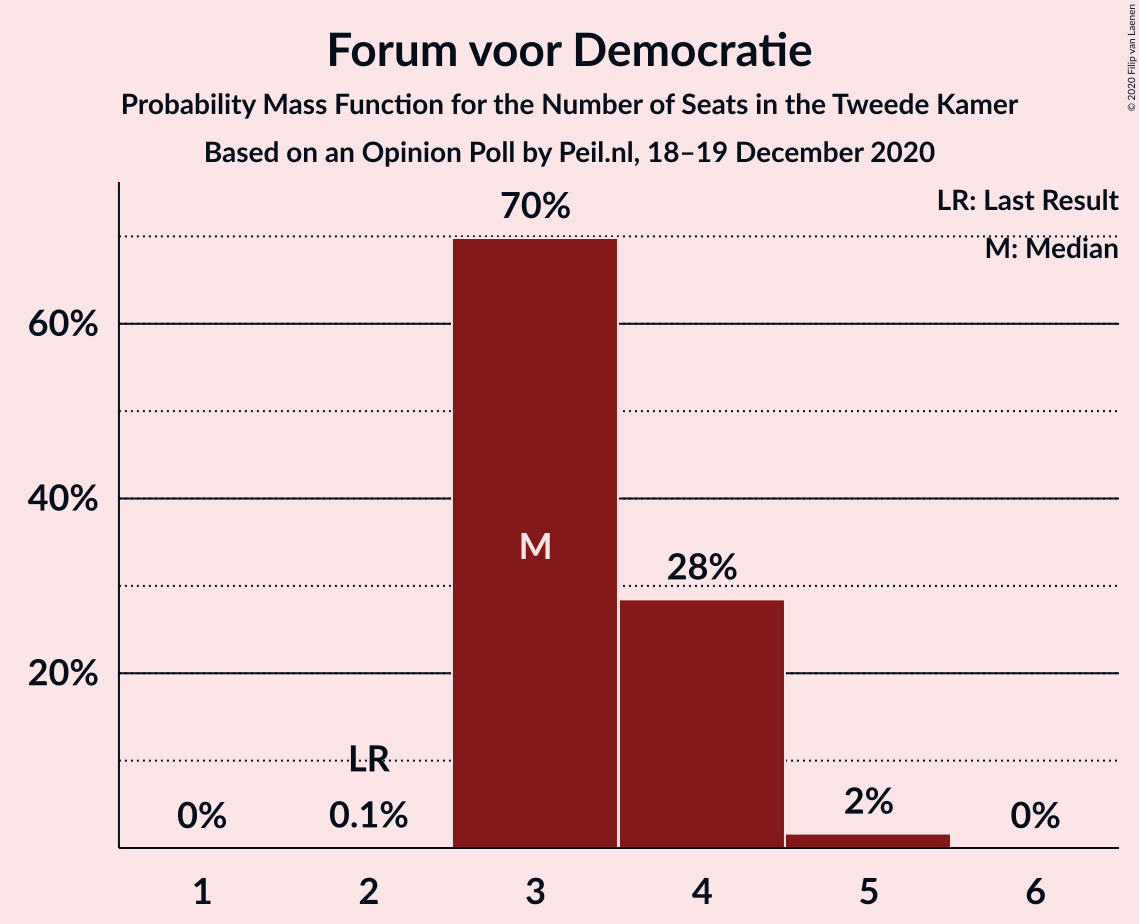 Forum voor Democratie
Probability Mass Function for the Number of Seats in the Tweede Kamer
Based on an Opinion Poll by Peil.nl, 18–19 December 2020
© 2020 Filip van Laenen
LR: Last Result
M: Median
70%
60%
40%
M
28%
20%
LR
0%
0.1%
2%
0%
1 2 3 4 5 6